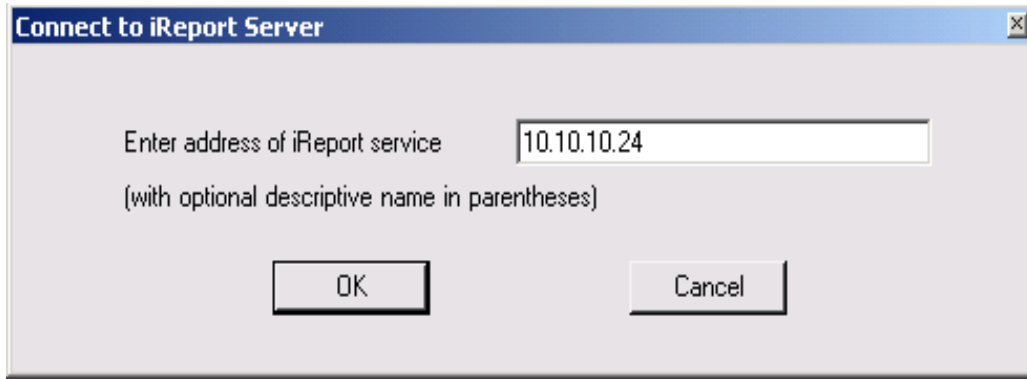 Connect to iReport Server
Enter address of iReport service 10.10.10.24
(with optional descriptive name in parentheses)
OK Cancel